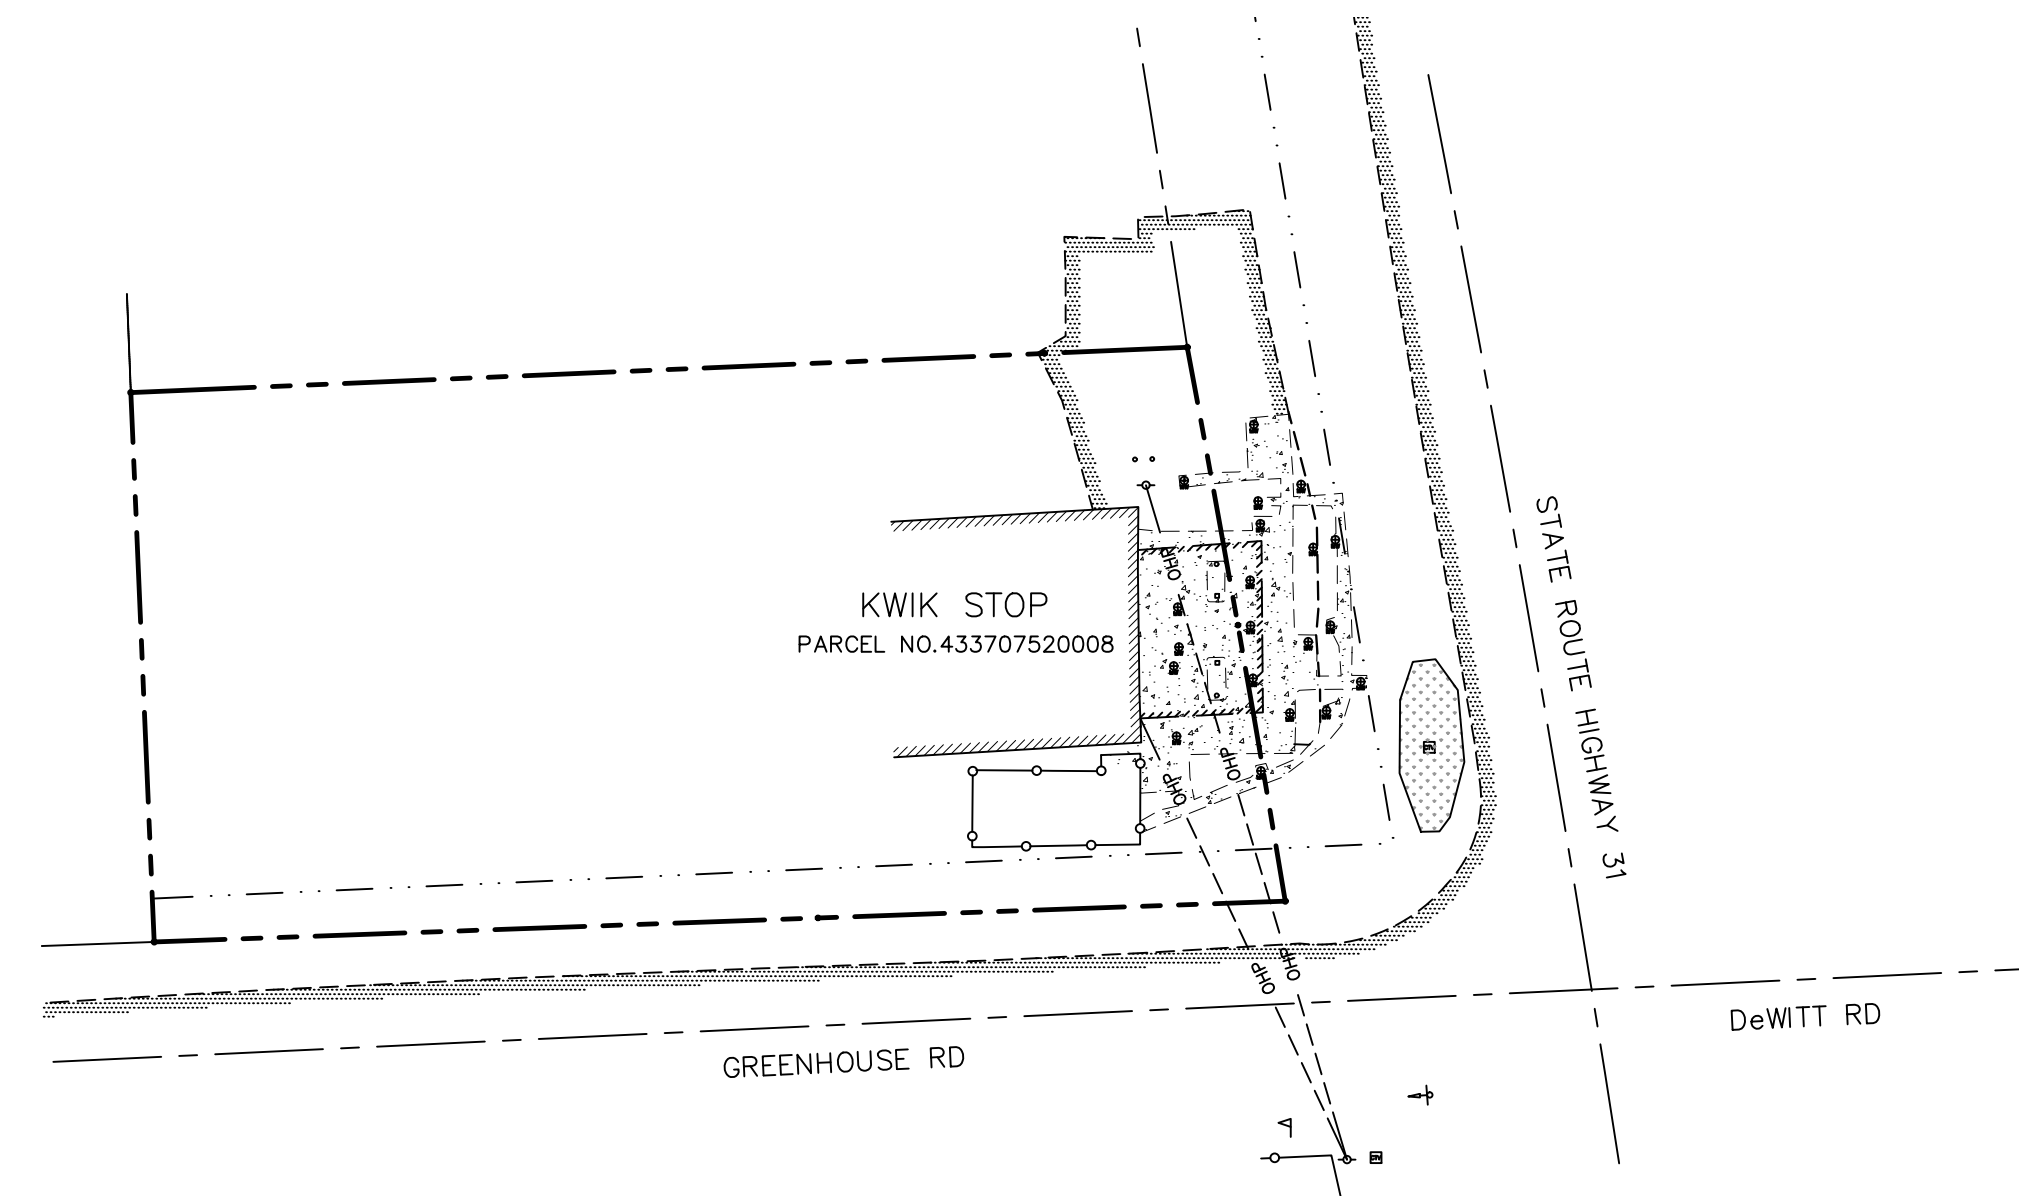 OHP
KWIK STOP
PARCEL NO.433707520008
STATE ROUTE HIGHWAY 31
OHP
OHP
OHP
OHP
DeWITT RD
GREENHOUSE RD